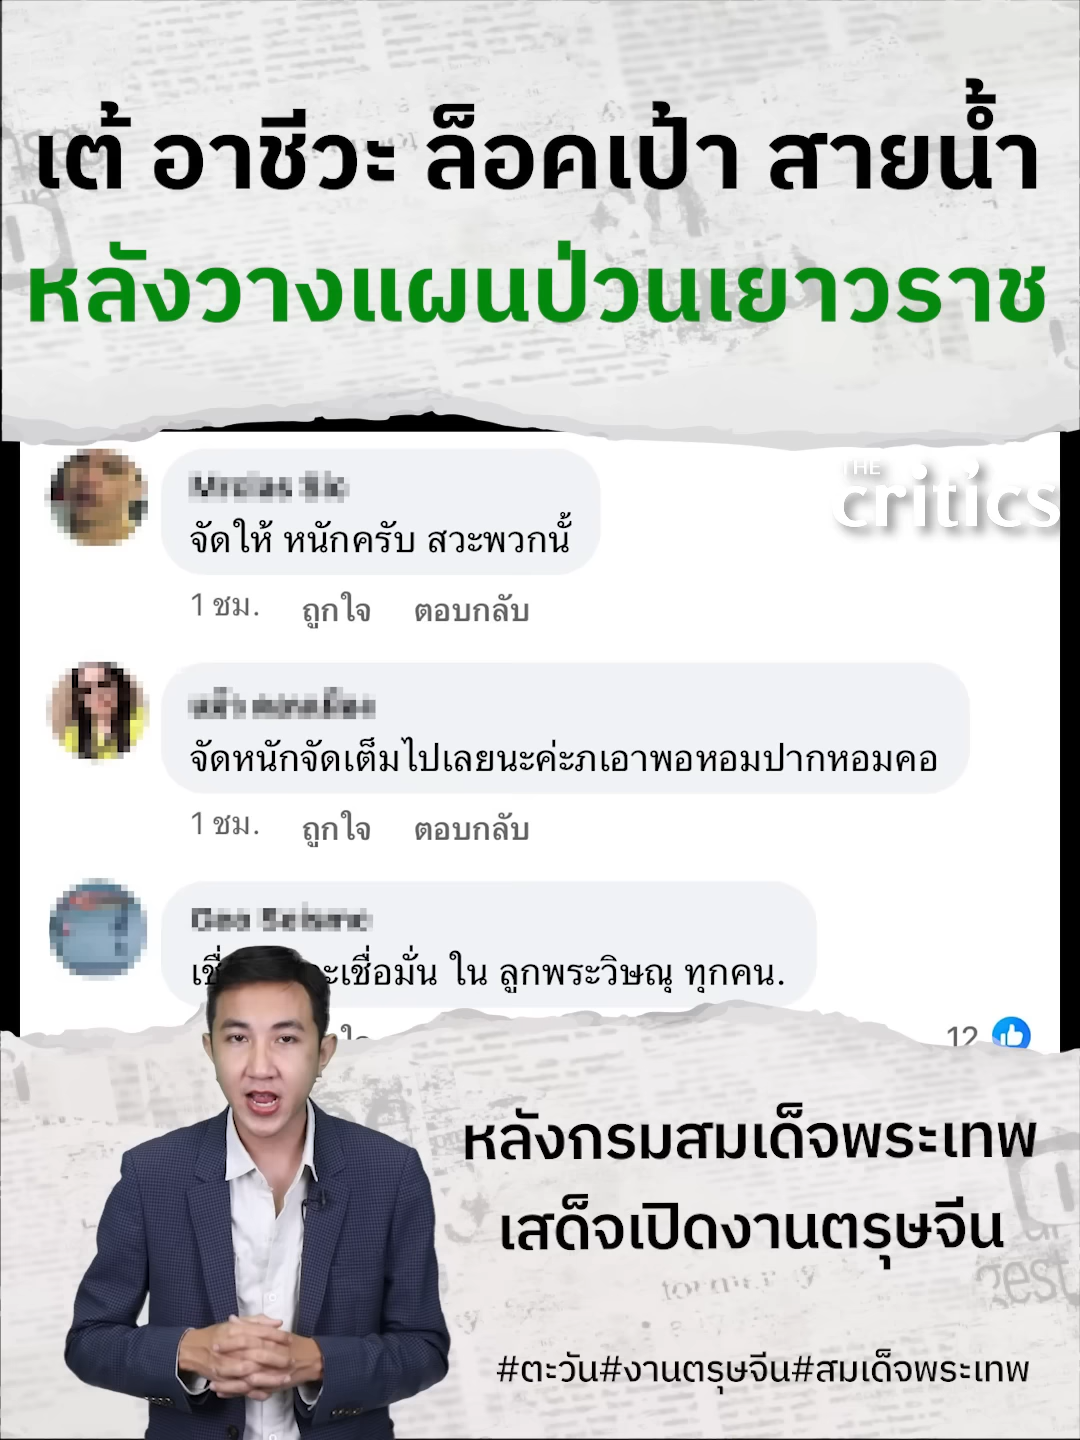 เต้ อาชีวะ ล็อคเป้า สายน้ำ
หลังวางแผนป่วนเยาวราช
THE
critics
จัดให้ หนักครับ สวะพวกนี้
1 ชม. ถูกใจ ตอบกลับ
จัดหนักจัดเต็มไปเลยนะค่ะภเอาพอหอมปากหอมคอ
1 ชม. ถูกใจ ตอบกลับ
ะเชื่อมั่น ใน ลูกพระวิษณุ ทุกคน.
12
หลังกรมสมเด็จพระเทพ
เสด็จเปิดงานตรุษจีน
#ตะวัน#งานตรุษจีน#สมเด็จพระเทพ